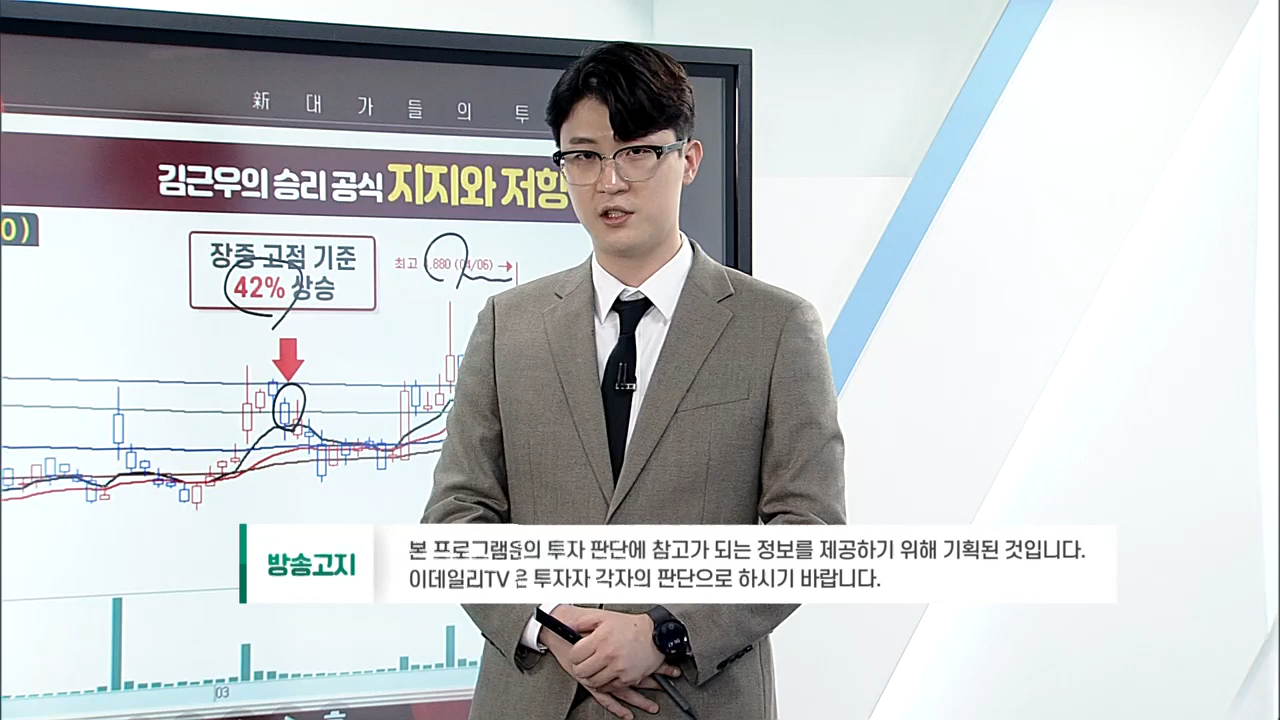 新 대 가 들 의 투
김근우의 승리 공식 지지와 저항
0)
장중 고점 기준
42% 상승
최고 ,880 (04/06)
방송고지
본 프로그램은 투자 판단에 참고가 되는 정보를 제공하기 위해 기획된 것입니다.
이데일리TV 은 투자자 각자의 판단으로 하시기 바랍니다.
03